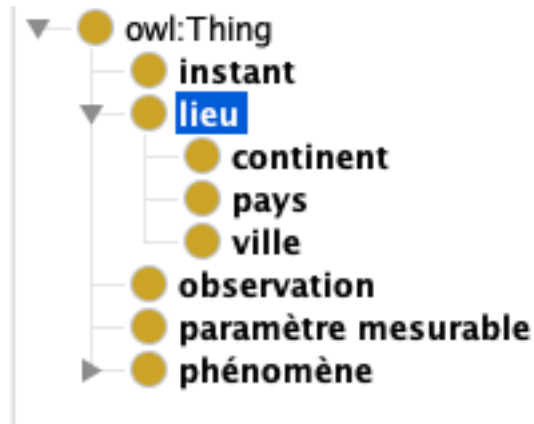 owl:Thing
instant
lieu
continent
pays
ville
observation
paramètre mesurable
phénomène